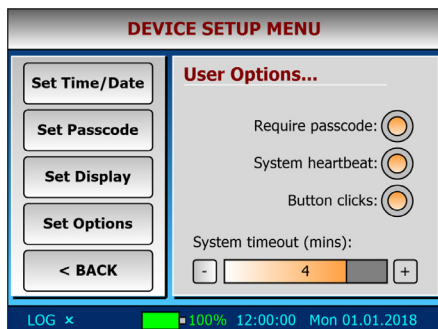 DEVICE SETUP MENU
Set Time/Date
Set Passcode
Set Display
Set Options
< BACK
User Options...
Require passcode:
System heartbeat:
Button clicks:
System timeout (mins):
- 4 +
LOG × 100% 12:00:00 Mon 01.01.2018